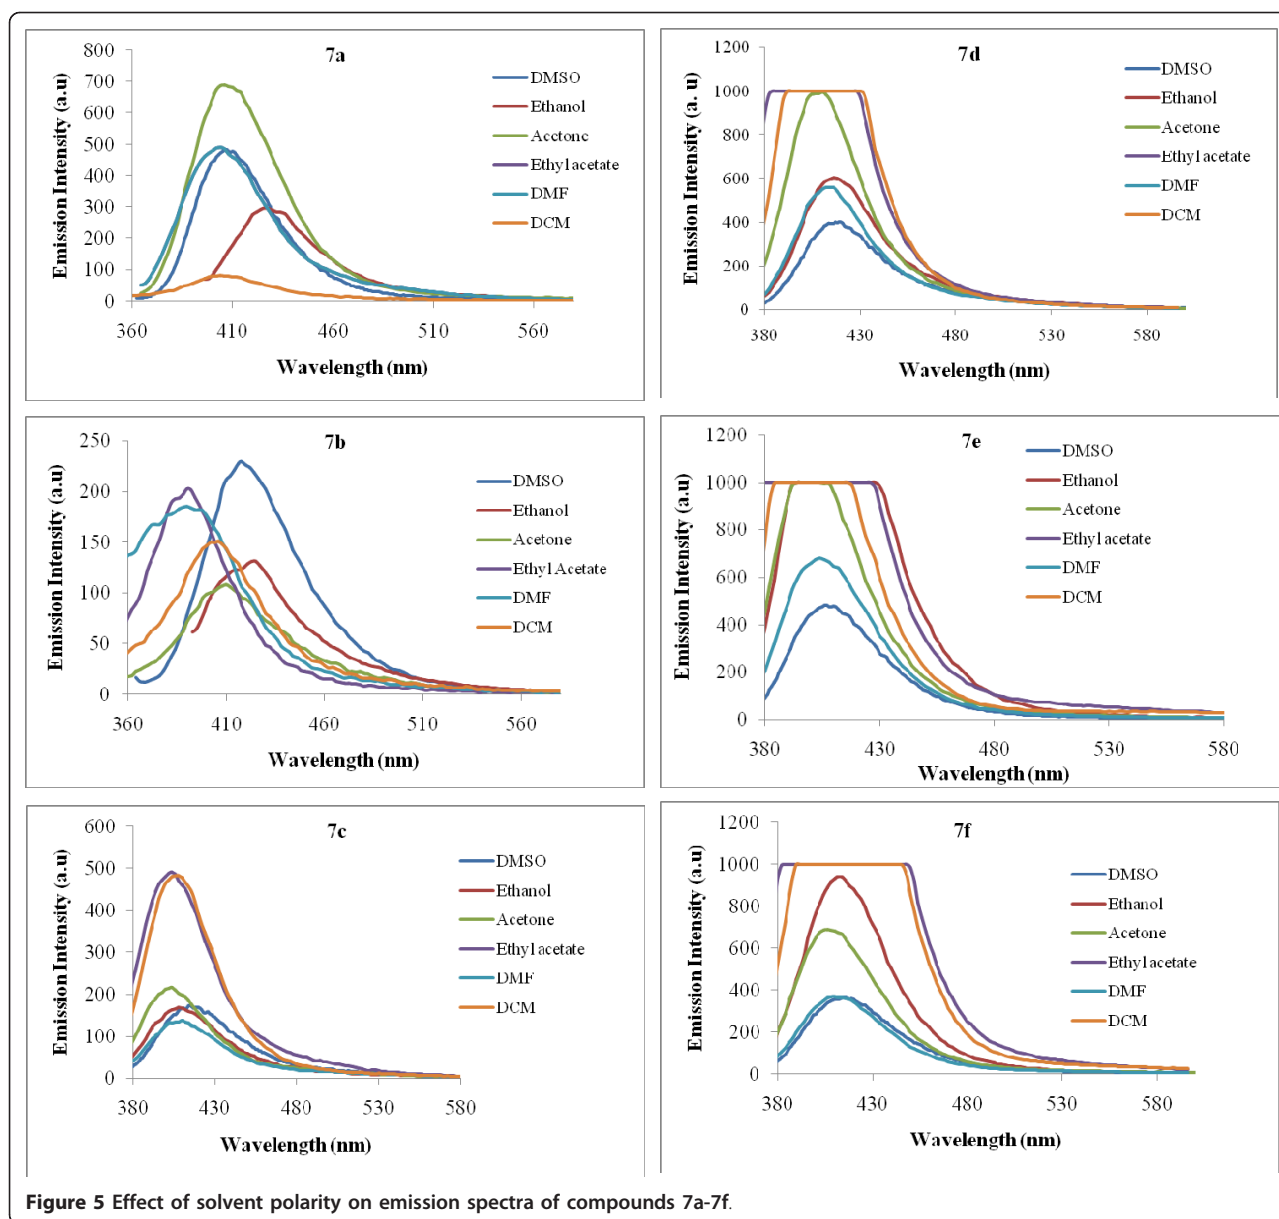 7a
Emission Intensity (a.u)
800
700
600
500
400
300
200
100
0
360
410
460
510
560
Wavelength (nm)
DMSO
Ethanol
Acetone
Ethyl acetate
DMF
DCM
7d
Emission Intensity (a. u)
1200
1000
800
600
400
200
0
380
430
480
530
580
Wavelength (nm)
DMSO
Ethanol
Acetone
Ethyl acetate
DMF
DCM
7b
Emission Intensity (a.u)
250
200
150
100
50
0
360
410
460
510
560
Wavelength (nm)
DMSO
Ethanol
Acetone
Ethyl Acetate
DMF
DCM
7e
Emission Intensity (a.u)
1200
1000
800
600
400
200
0
380
430
480
530
580
Wavelength (nm)
DMSO
Ethanol
Acetone
Ethyl acetate
DMF
DCM
7c
Emission Intensity (a.u)
600
500
400
300
200
100
0
380
430
480
530
580
Wavelength (nm)
DMSO
Ethanol
Acetone
Ethyl acetate
DMF
DCM
7f
Emission Intensity (a.u)
1200
1000
800
600
400
200
0
380
430
480
530
580
Wavelength (nm)
DMSO
Ethanol
Acetone
Ethyl acetate
DMF
DCM
Figure 5 Effect of solvent polarity on emission spectra of compounds 7a-7f.